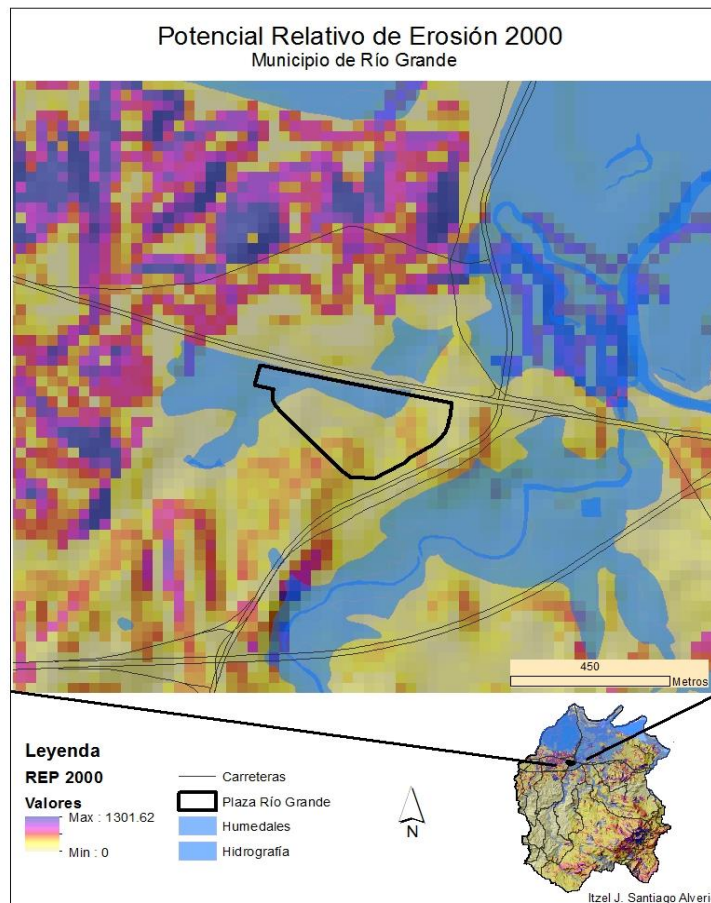 Potencial Relativo de Erosión 2000
Municipio de Río Grande
450
Metros
Leyenda
REP 2000
Valores
Max : 1301.62
Min : 0
Carreteras
Plaza Río Grande
Humedales
Hidrografía
N
Itzel J. Santiago Alveri